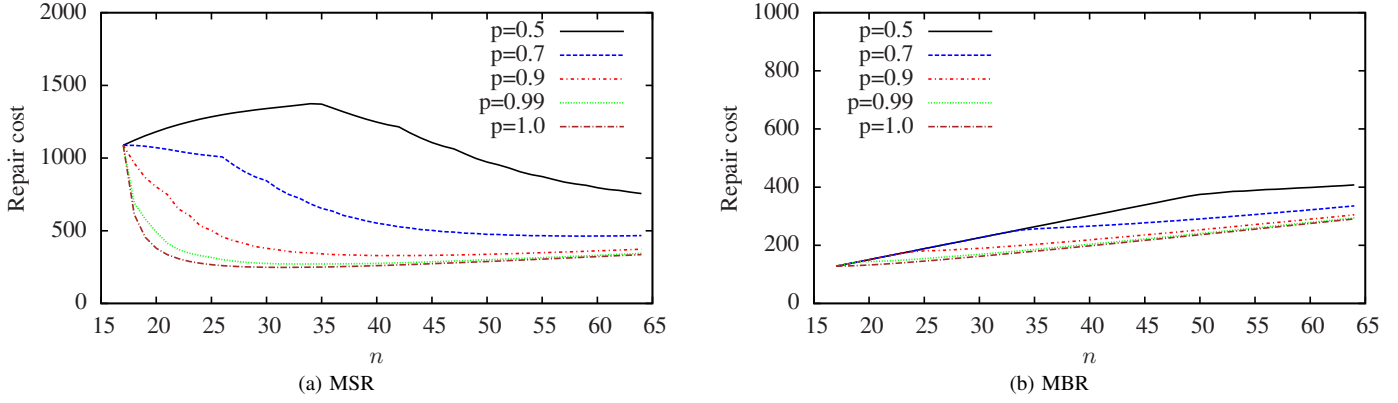 2000
1500
1000
500
0
Repair cost
p=0.5
p=0.7
p=0.9
p=0.99
p=1.0
15 20 25 30 35 40 45 50 55 60 65
n
(a) MSR
1000
800
600
400
200
0
Repair cost
p=0.5
p=0.7
p=0.9
p=0.99
p=1.0
15 20 25 30 35 40 45 50 55 60 65
n
(b) MBR